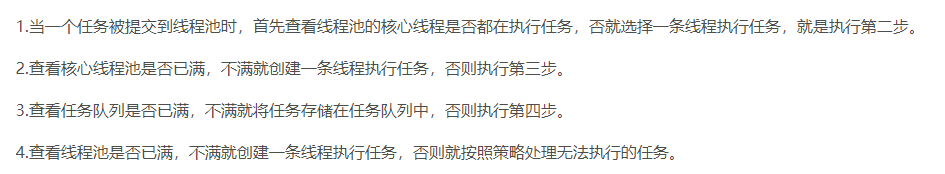 1.当一个任务被提交到线程池时，首先查看线程池的核心线程是否都在执行任务，否就选择一条线程执行任务，就是执行第二步。
2.查看核心线程池是否已满，不满就创建一条线程执行任务，否则执行第三步。
3.查看任务队列是否已满，不满就将任务存储在任务队列中，否则执行第四步。
4.查看线程池是否已满，不满就创建一条线程执行任务，否则就按照策略处理无法执行的任务。